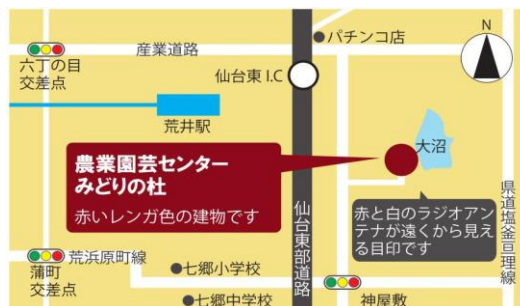 パチンコ店
N
産業道路
六丁の目
交差点
仙台東 I.C
荒井駅
大沼
農業園芸センター
みどりの杜
赤いレンガ色の建物です
赤と白のラジオアン
テナが遠くから見え
る目印です
仙台東部道路
県道塩釜亘理線
荒浜原町線
蒲町
交差点
七郷小学校
七郷中学校
神屋敷